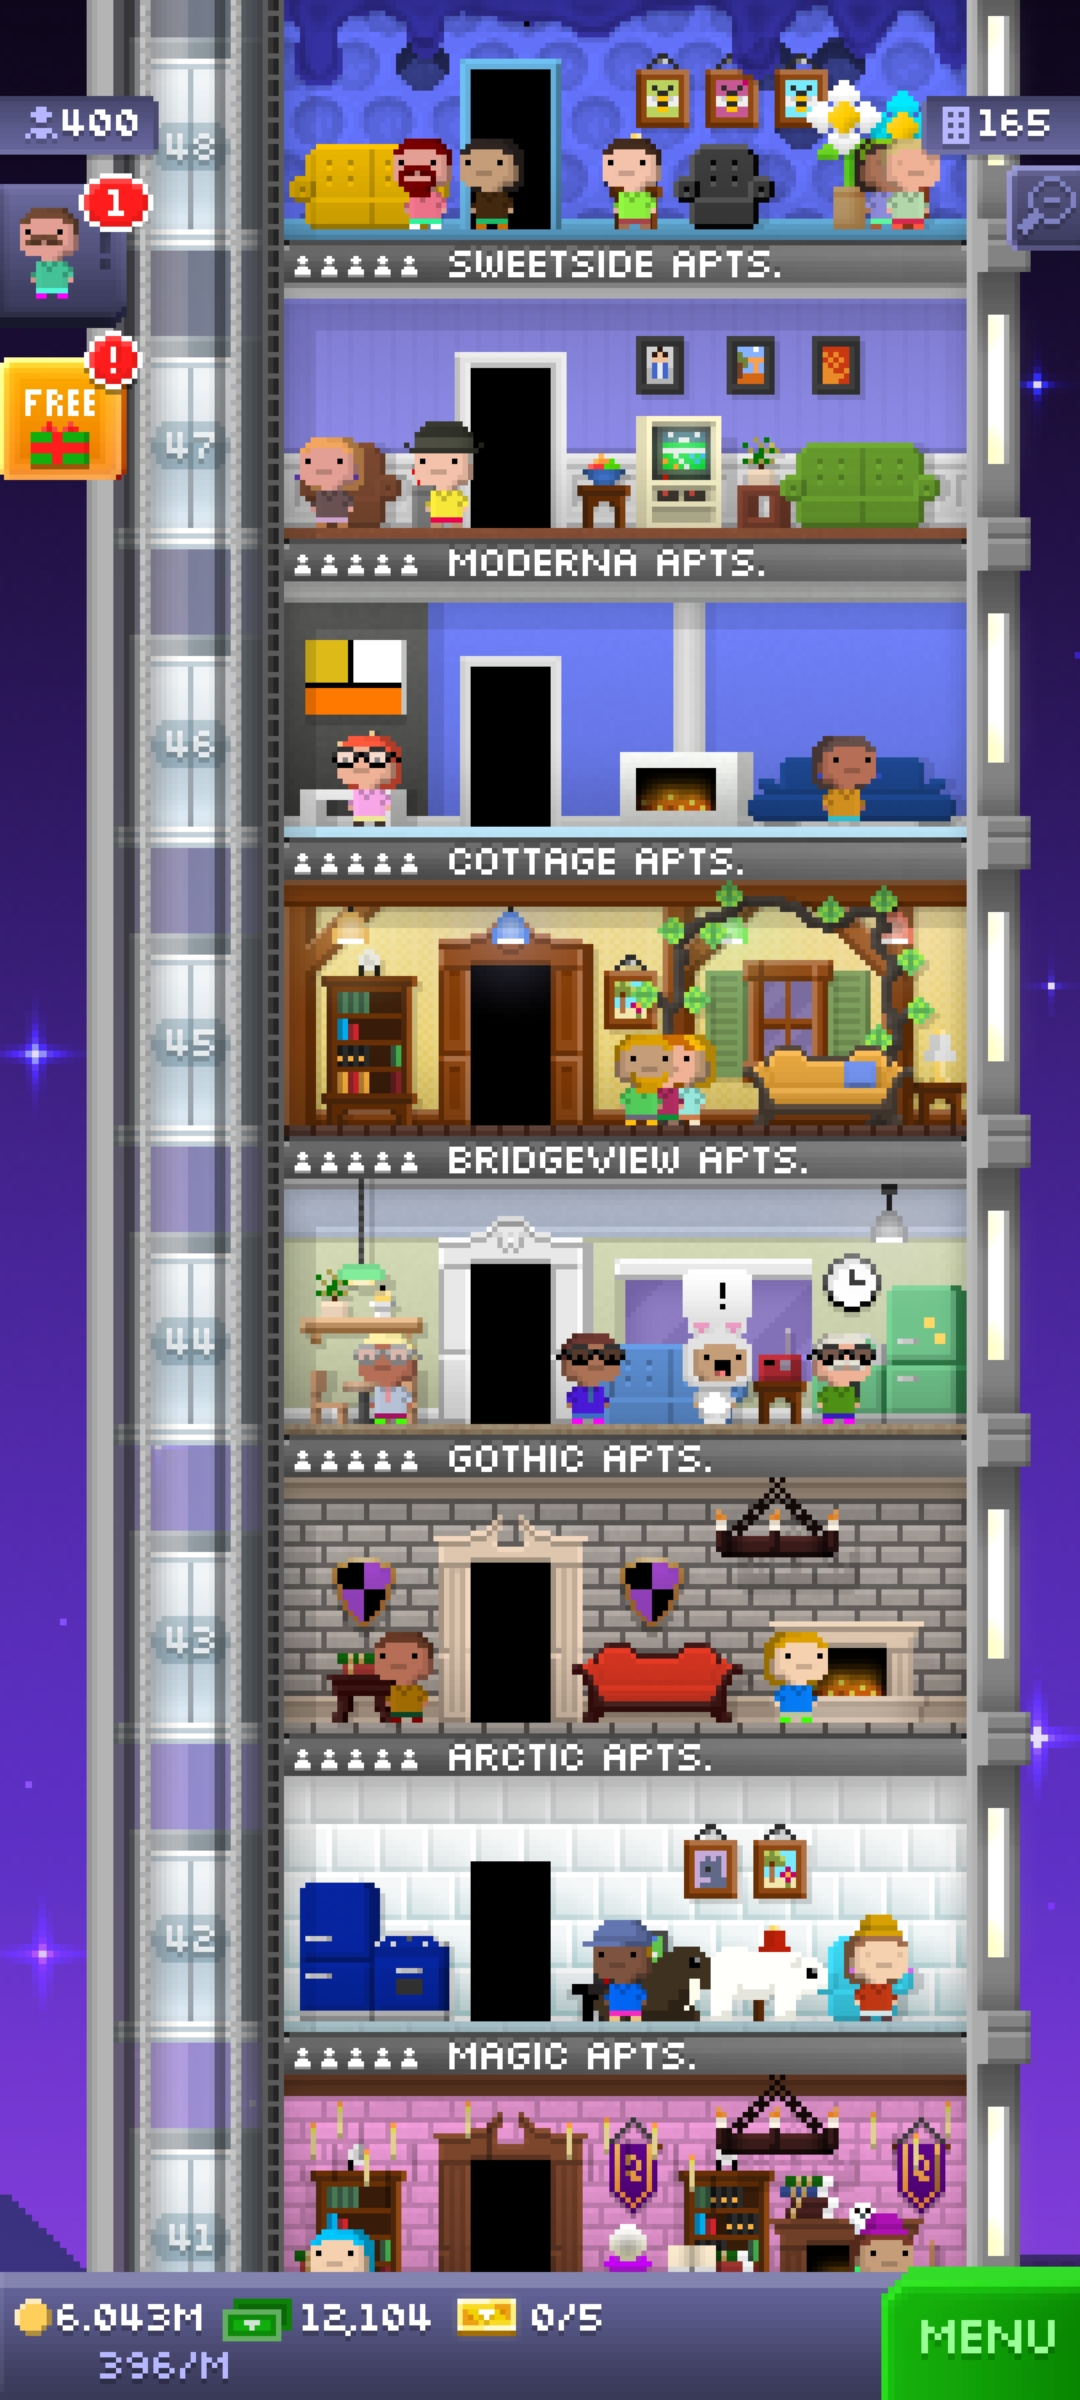 48
400
165
1
SWEETSIDE APTS.
!
FREE
47
MODERNA APTS.
46
COTTAGE APTS.
45
BRIDGEVIEW APTS.
!
44
GOTHIC APTS.
43
ARCTIC APTS.
42
MAGIC APTS.
41
6.043M 12,104 0/5
396/M
MENU